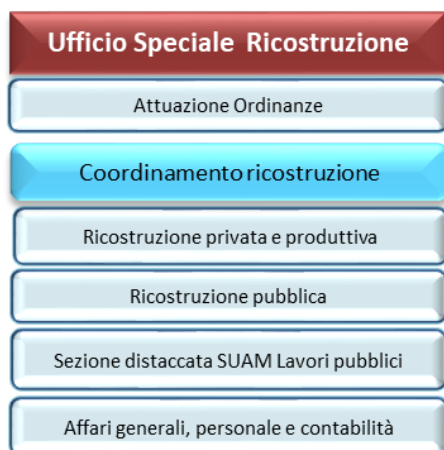 Ufficio Speciale Ricostruzione
Attuazione Ordinanze
Coordinamento ricostruzione
Ricostruzione privata e produttiva
Ricostruzione pubblica
Sezione distaccata SUAM Lavori pubblici
Affari generali, personale e contabilità